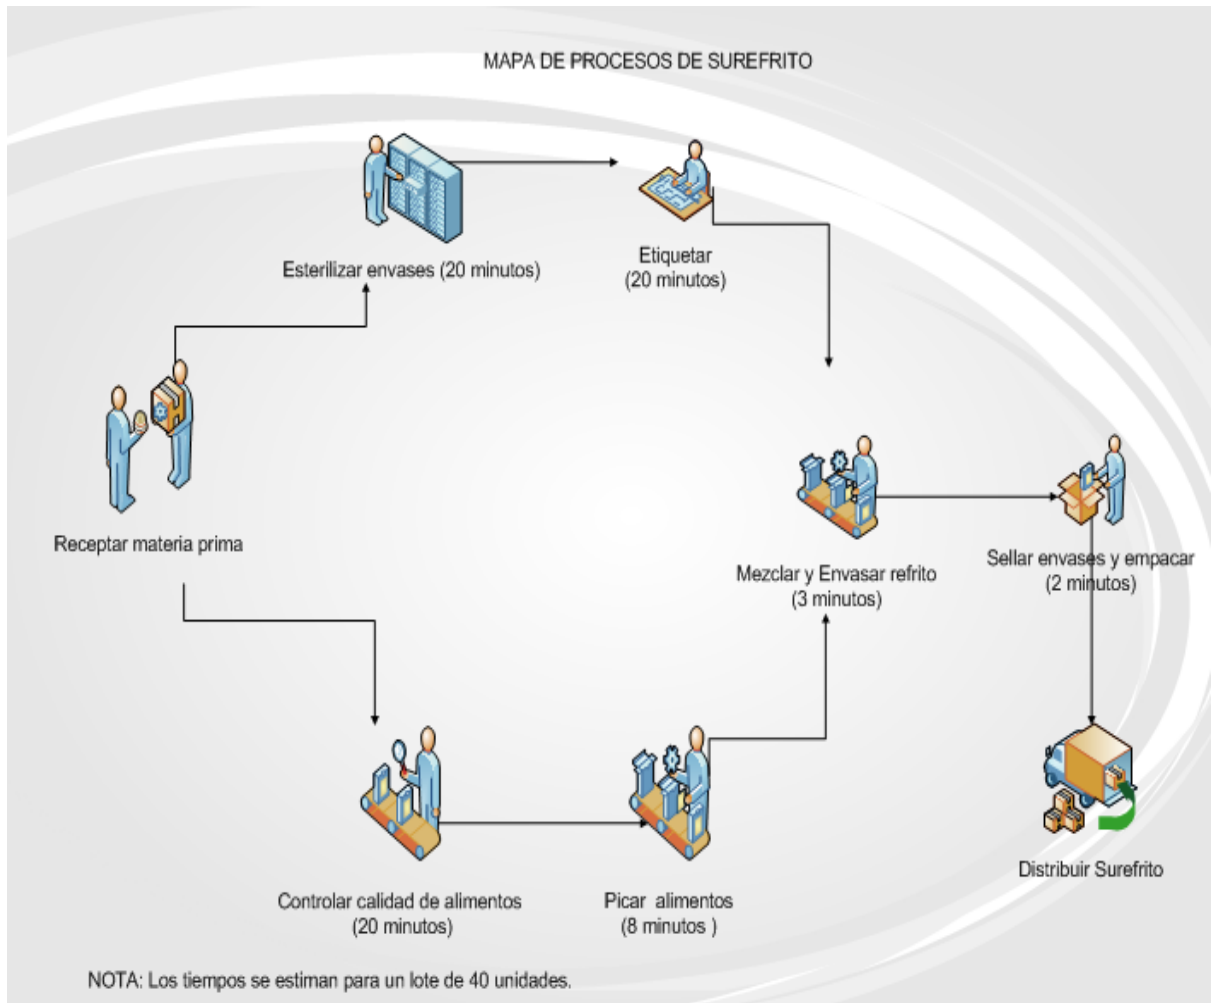 MAPA DE PROCESOS DE SUREFRITO
Esterilizar envases (20 minutos)
Etiquetar
(20 minutos)
Receptar materia prima
Mezclar y Envasar refrito
(3 minutos)
Sellar envases y empacar
(2 minutos)
Controlar calidad de alimentos
(20 minutos)
Picar alimentos
(8 minutos )
Distribuir Surefrito
NOTA: Los tiempos se estiman para un lote de 40 unidades.